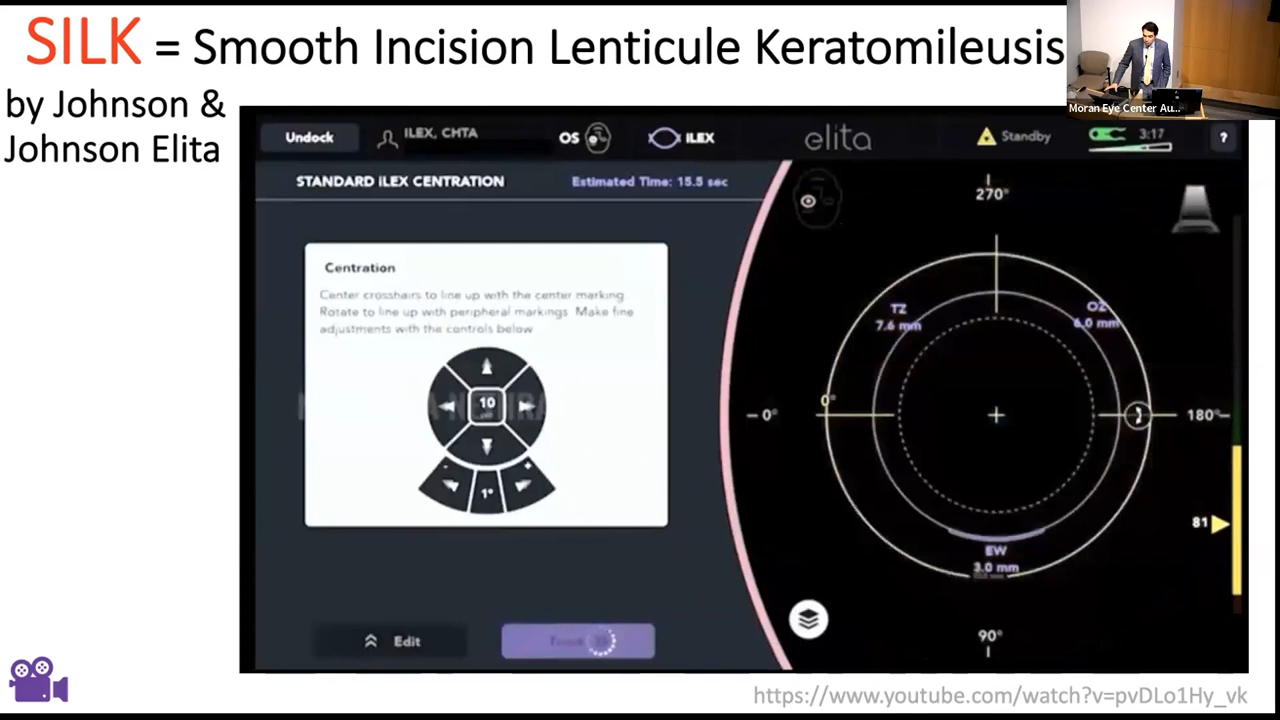 SILK = Smooth Incision Lenticule Keratomileusis
by Johnson &
Johnson Elita
Moran Eye Center Au...
Undock
ILEX, CHTA
OS
iLEX
elita
Standby
3:17
?
STANDARD iLEX CENTRATION
Estimated Time: 15.5 sec
Centration
Center crosshairs to line up with the center marking.
Rotate to line up with peripheral markings. Make fine
adjustments with the controls below
10
- +
1°
Edit
270°
TZ
7.6 mm
OZ
6.0 mm
0°
0°
180°
81
EW
3.0 mm
90°
https://www.youtube.com/watch?v=pvDLo1Hy_vk